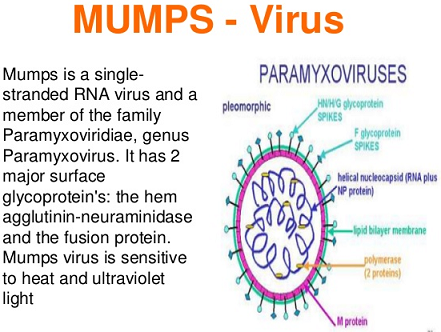 MUMPS - Virus
Mumps is a single-
stranded RNA virus and a
member of the family
Paramyxoviridiae, genus
Paramyxovirus. It has 2
major surface
glycoprotein's: the hem
agglutinin-neuraminidase
and the fusion protein.
Mumps virus is sensitive
to heat and ultraviolet
light
PARAMYXOVIRUSES
pleomorphic
HN/H/G glycoprotein
SPIKES
F glycoprotein
SPIKES
helical nucleocapsid (RNA plus
NP protein)
lipid bilayer membrane
polymerase
(2 proteins)
M protein